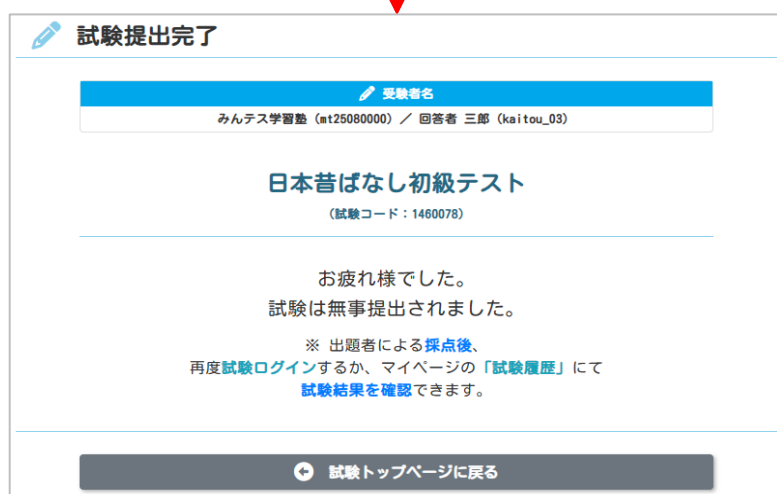 試験提出完了
受験者名
みんテス学習塾（mt25080000）／ 回答者 三郎（kaitou_03）
日本昔ばなし初級テスト
（試験コード：1460078）
お疲れ様でした。
試験は無事提出されました。
※ 出題者による採点後、
再度試験ログインするか、マイページの「試験履歴」にて
試験結果を確認できます。
試験トップページに戻る